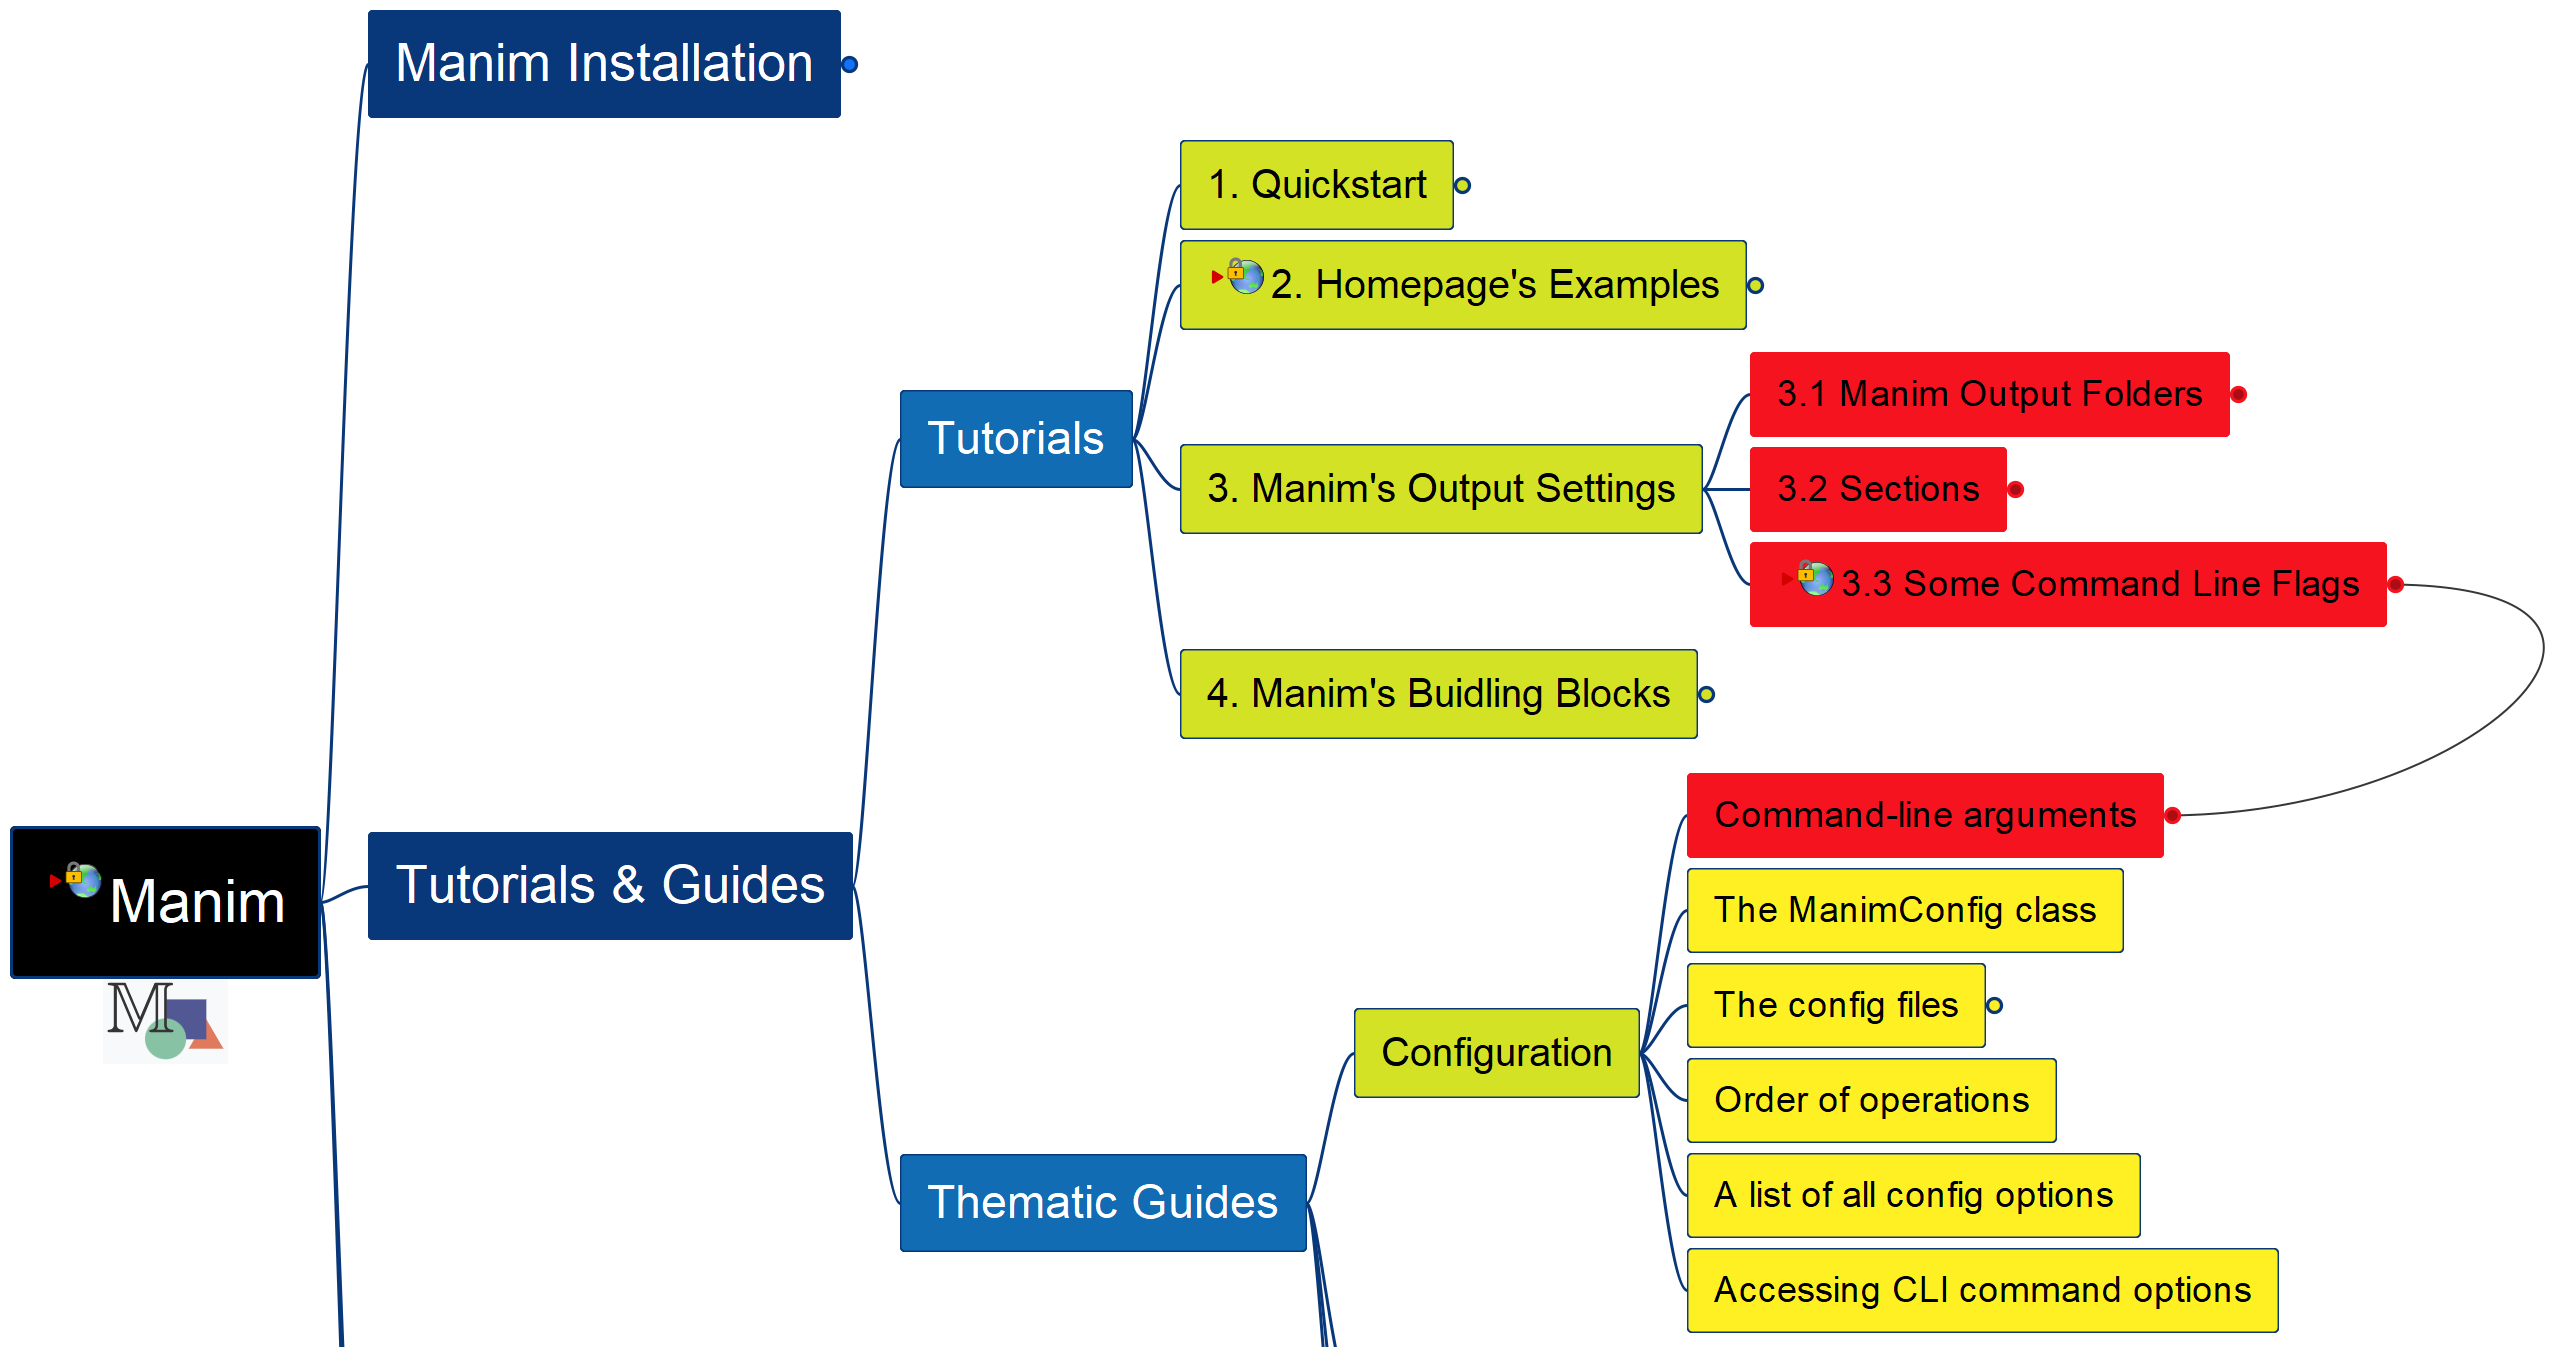 Manim Installation
1. Quickstart
2. Homepage's Examples
3.1 Manim Output Folders
Tutorials
3. Manim's Output Settings
3.2 Sections
3.3 Some Command Line Flags
4. Manim's Buidling Blocks
Command-line arguments
Manim
Tutorials & Guides
The ManimConfig class
M
The config files
Configuration
Order of operations
Thematic Guides
A list of all config options
Accessing CLI command options